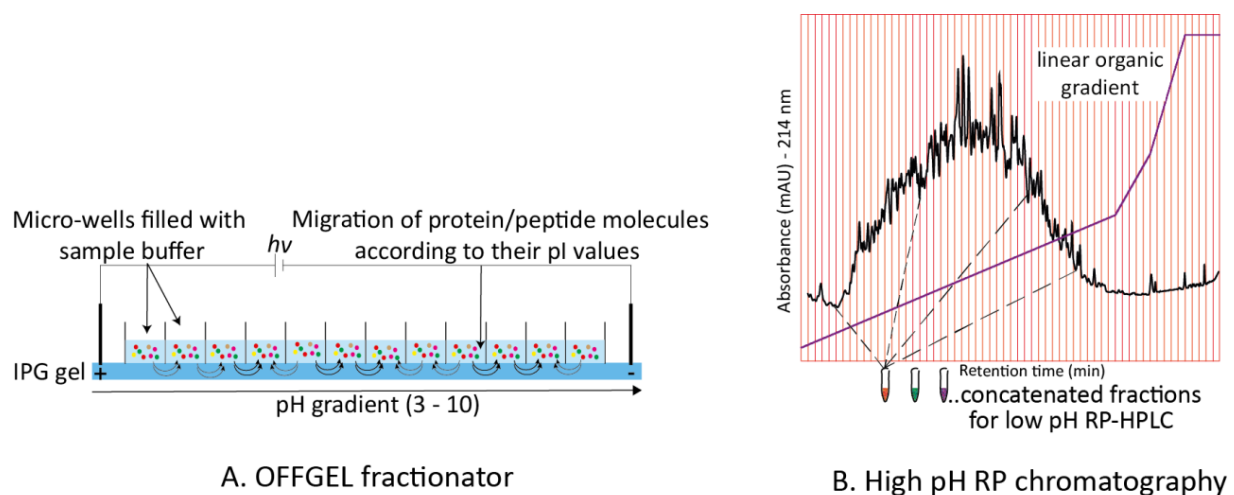 Micro-wells filled with
sample buffer
hν
Migration of protein/peptide molecules
according to their pI values
IPG gel
+
-
pH gradient (3 - 10)
A. OFFGEL fractionator
linear organic
gradient
Absorbance (mAU) - 214 nm
Retention time (min)
...concatenated fractions
for low pH RP-HPLC
B. High pH RP chromatography